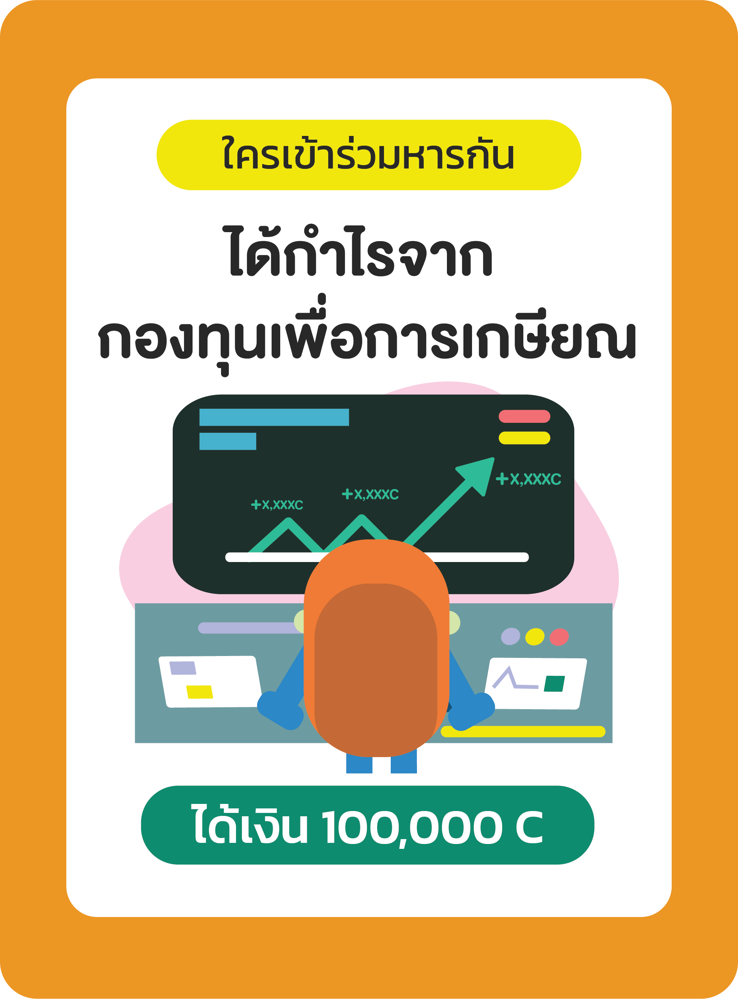 ใครเข้าร่วมหารกัน
ได้กำไรจาก
กองทุนเพื่อการเกษียณ
+x,xxxc
+x,xxxc
+x,xxxc
ได้เงิน 100,000 C